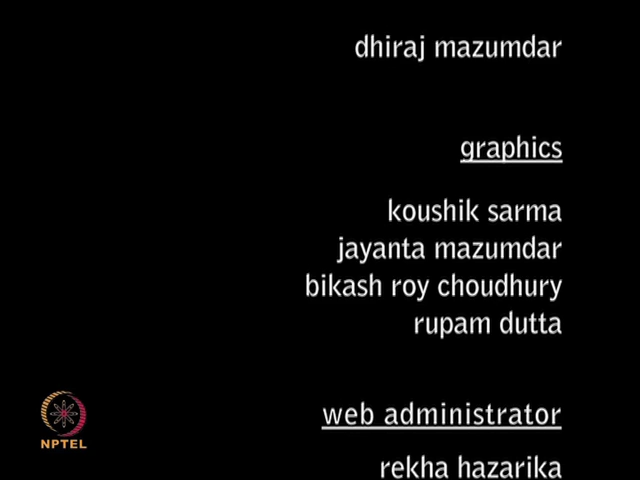 dhiraj mazumdar
graphics
koushik sarma
jayanta mazumdar
bikash roy choudhury
rupam dutta
web administrator
rekha hazarika
NPTEL